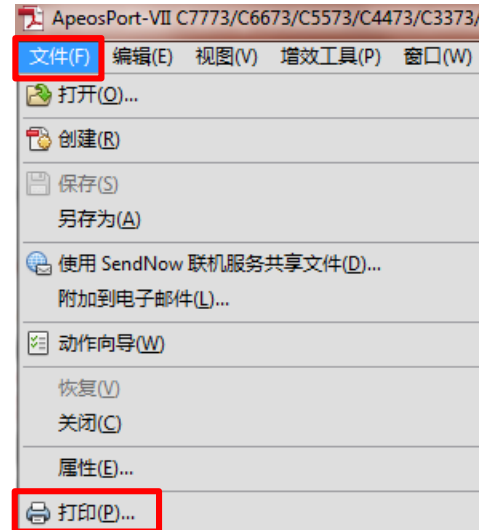 ApeosPort-VII C7773/C6673/C5573/C4473/C3373/
文件(F) 编辑(E) 视图(V) 增效工具(P) 窗口(W)
打开(O)...
创建(R)
保存(S)
另存为(A)
使用 SendNow 联机服务共享文件(D)...
附加到电子邮件(L)...
动作向导(W)
恢复(V)
关闭(C)
属性(E)...
打印(P)...